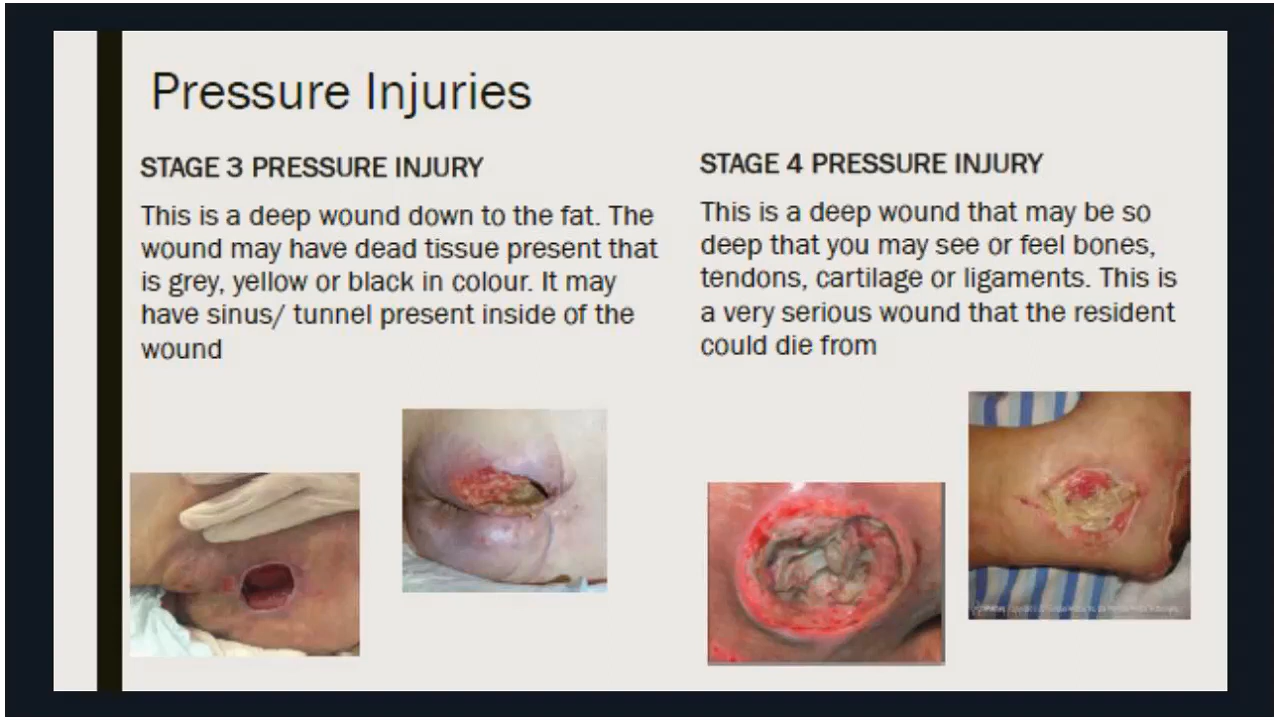 Pressure Injuries
STAGE 3 PRESSURE INJURY
This is a deep wound down to the fat. The
wound may have dead tissue present that
is grey, yellow or black in colour. It may
have sinus/ tunnel present inside of the
wound
STAGE 4 PRESSURE INJURY
This is a deep wound that may be so
deep that you may see or feel bones,
tendons, cartilage or ligaments. This is
a very serious wound that the resident
could die from